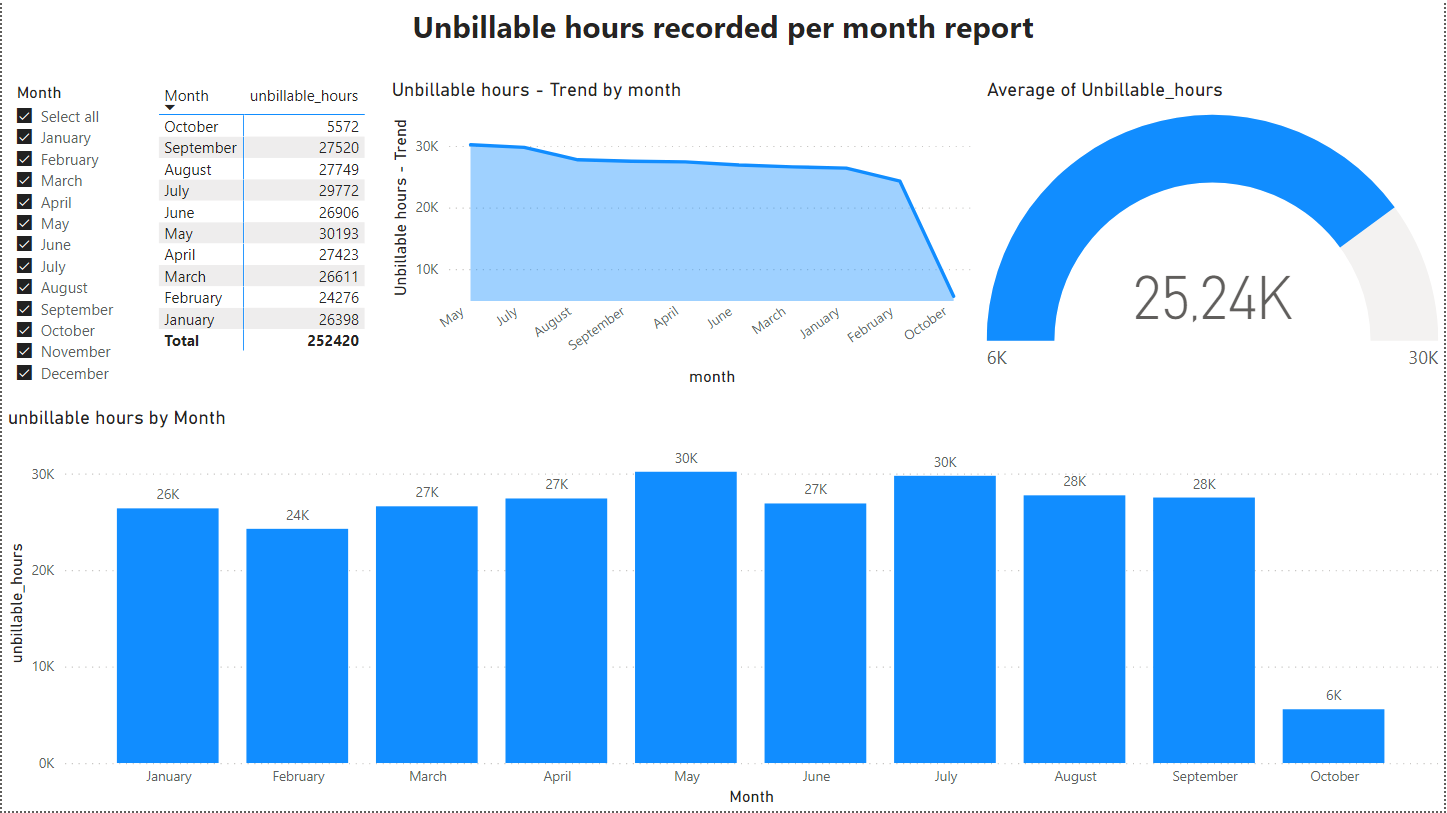 Unbillable hours recorded per month report
Month
Select all
January
February
March
April
May
June
July
August
September
October
November
December
Month unbillable_hours
October 5572
September 27520
August 27749
July 29772
June 26906
May 30193
April 27423
March 26611
February 24276
January 26398
Total 252420
Unbillable hours - Trend by month
Unbillable hours - Trend
30K
20K
10K
May July August September April June March January February October
month
Average of Unbillable_hours
25,24K
6K 30K
unbillable hours by Month
unbillable_hours
30K
20K
10K
0K
26K 24K 27K 27K 30K 27K 30K 28K 28K 6K
January February March April May June July August September October
Month